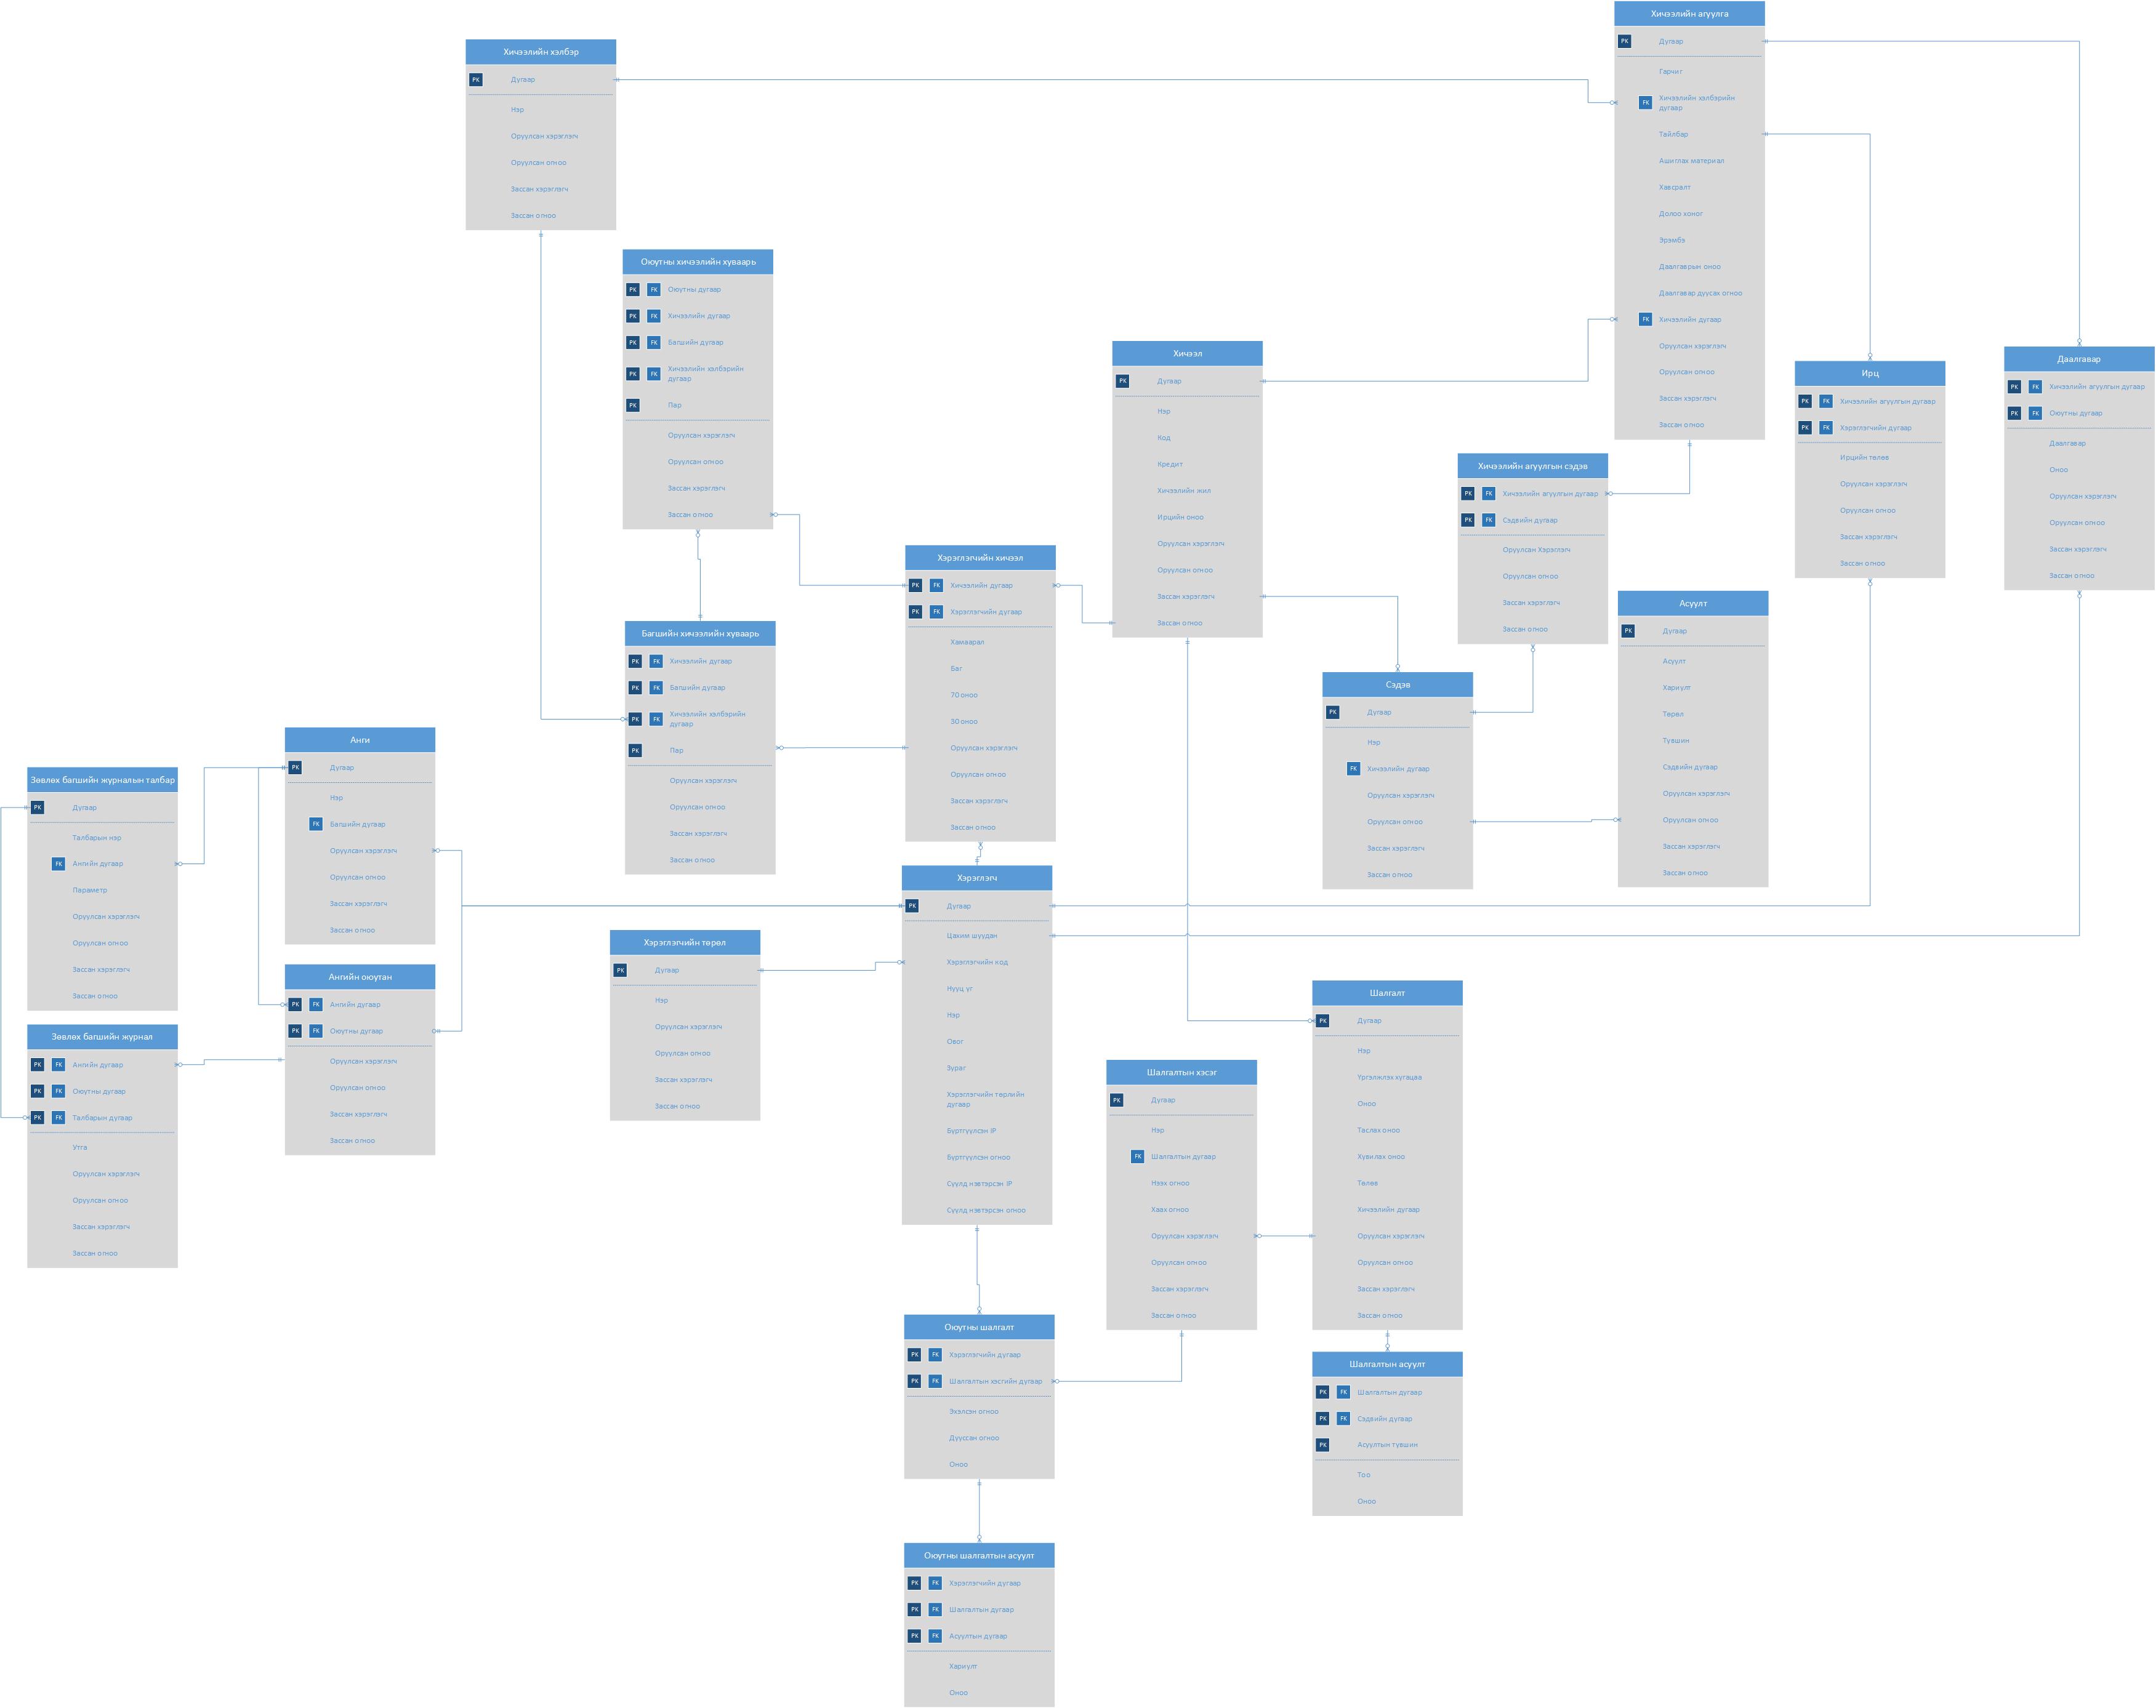 Хичээлийн агуулга
PK Дугаар
Гарчиг
FK Хичээлийн хэлбэрийн
дугаар
Тайлбар
Ашиглах материал
Хавсралт
Долоо хоног
Эрэмбэ
Даалгаврын оноо
Даалгавар дуусах огноо
FK Хичээлийн дугаар
Оруулсан хэрэглэгч
Оруулсан огноо
Зассан хэрэглэгч
Зассан огноо
Хичээлийн хэлбэр
PK Дугаар
Нэр
Оруулсан хэрэглэгч
Оруулсан огноо
Зассан хэрэглэгч
Зассан огноо
Оюутны хичээлийн хуваарь
PK FK Оюутны дугаар
PK FK Хичээлийн дугаар
PK FK Багшийн дугаар
PK FK Хичээлийн хэлбэрийн
дугаар
PK Пар
Оруулсан хэрэглэгч
Оруулсан огноо
Зассан хэрэглэгч
Зассан огноо
Хичээл
PK Дугаар
Нэр
Код
Кредит
Хичээлийн жил
Ирцийн оноо
Оруулсан хэрэглэгч
Оруулсан огноо
Зассан хэрэглэгч
Зассан огноо
Ирц
PK FK Хичээлийн агуулгын дугаар
PK FK Хэрэглэгчийн дугаар
Ирцийн төлөв
Оруулсан хэрэглэгч
Оруулсан огноо
Зассан хэрэглэгч
Зассан огноо
Даалгавар
PK FK Хичээлийн агуулгын дугаар
PK FK Оюутны дугаар
Даалгавар
Оноо
Оруулсан хэрэглэгч
Оруулсан огноо
Зассан хэрэглэгч
Зассан огноо
Хичээлийн агуулгын сэдэв
PK FK Хичээлийн агуулгын дугаар
PK FK Сэдвийн дугаар
Оруулсан Хэрэглэгч
Оруулсан огноо
Зассан хэрэглэгч
Зассан огноо
Хэрэглэгчийн хичээл
PK FK Хичээлийн дугаар
PK FK Хэрэглэгчийн дугаар
Хамаарал
Баг
70 оноо
30 оноо
Оруулсан хэрэглэгч
Оруулсан огноо
Зассан хэрэглэгч
Зассан огноо
Асуулт
PK Дугаар
Асуулт
Хариулт
Төрөл
Түвшин
Сэдвийн дугаар
Оруулсан хэрэглэгч
Оруулсан огноо
Зассан хэрэглэгч
Зассан огноо
Багшийн хичээлийн хуваарь
PK FK Хичээлийн дугаар
PK FK Багшийн дугаар
PK FK Хичээлийн хэлбэрийн
дугаар
PK Пар
Оруулсан хэрэглэгч
Оруулсан огноо
Зассан хэрэглэгч
Зассан огноо
Сэдэв
PK Дугаар
Нэр
FK Хичээлийн дугаар
Оруулсан хэрэглэгч
Оруулсан огноо
Зассан хэрэглэгч
Зассан огноо
Анги
PK Дугаар
Нэр
FK Багшийн дугаар
Оруулсан хэрэглэгч
Оруулсан огноо
Зассан хэрэглэгч
Зассан огноо
Зөвлөх багшийн журналын талбар
PK Дугаар
Талбарын нэр
FK Ангийн дугаар
Параметр
Оруулсан хэрэглэгч
Оруулсан огноо
Зассан хэрэглэгч
Зассан огноо
Хэрэглэгч
PK Дугаар
Цахим шуудан
Хэрэглэгчийн код
Нууц үг
Нэр
Овог
Зураг
Хэрэглэгчийн төрлийн
дугаар
Бүртгүүлсэн IP
Бүртгүүлсэн огноо
Сүүлд нэвтэрсэн IP
Сүүлд нэвтэрсэн огноо
Хэрэглэгчийн төрөл
PK Дугаар
Нэр
Оруулсан хэрэглэгч
Оруулсан огноо
Зассан хэрэглэгч
Зассан огноо
Ангийн оюутан
PK FK Ангийн дугаар
PK FK Оюутны дугаар
Оруулсан хэрэглэгч
Оруулсан огноо
Зассан хэрэглэгч
Зассан огноо
Зөвлөх багшийн журнал
PK FK Ангийн дугаар
PK FK Оюутны дугаар
PK FK Талбарын дугаар
Утга
Оруулсан хэрэглэгч
Оруулсан огноо
Зассан хэрэглэгч
Зассан огноо
Шалгалт
PK Дугаар
Нэр
Үргэлжлэх хугацаа
Оноо
Төслөх оноо
Хувилах оноо
Төлөв
Хичээлийн дугаар
Оруулсан хэрэглэгч
Оруулсан огноо
Зассан хэрэглэгч
Зассан огноо
Шалгалтын хэсэг
PK Дугаар
Нэр
FK Шалгалтын дугаар
Нээх огноо
Хаах огноо
Оруулсан хэрэглэгч
Оруулсан огноо
Зассан хэрэглэгч
Зассан огноо
Оюутны шалгалт
PK FK Хэрэглэгчийн дугаар
PK FK Шалгалтын хэсгийн дугаар
Эхэлсэн огноо
Дууссан огноо
Оноо
Шалгалтын асуулт
PK FK Шалгалтын дугаар
PK FK Сэдвийн дугаар
PK Асуултын түвшин
Тоо
Оноо
Оюутны шалгалтын асуулт
PK FK Хэрэглэгчийн дугаар
PK FK Шалгалтын дугаар
PK FK Асуултын дугаар
Хариулт
Оноо